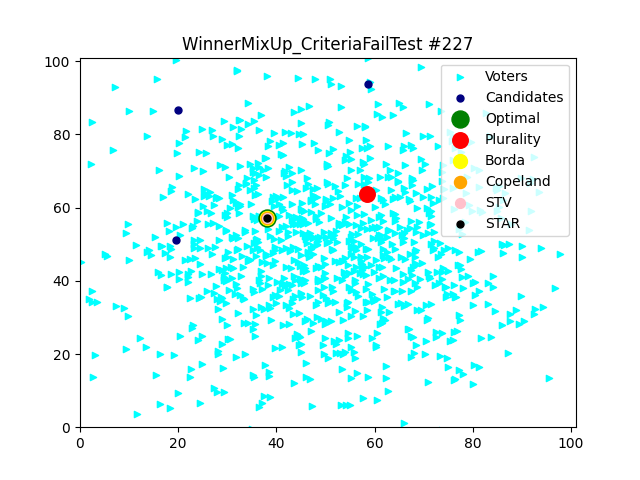 WinnerMixUp_CriteriaFailTest #227
100
80
60
40
20
0
0
20
40
60
80
100
Voters
Candidates
Optimal
Plurality
Borda
Copeland
STV
STAR